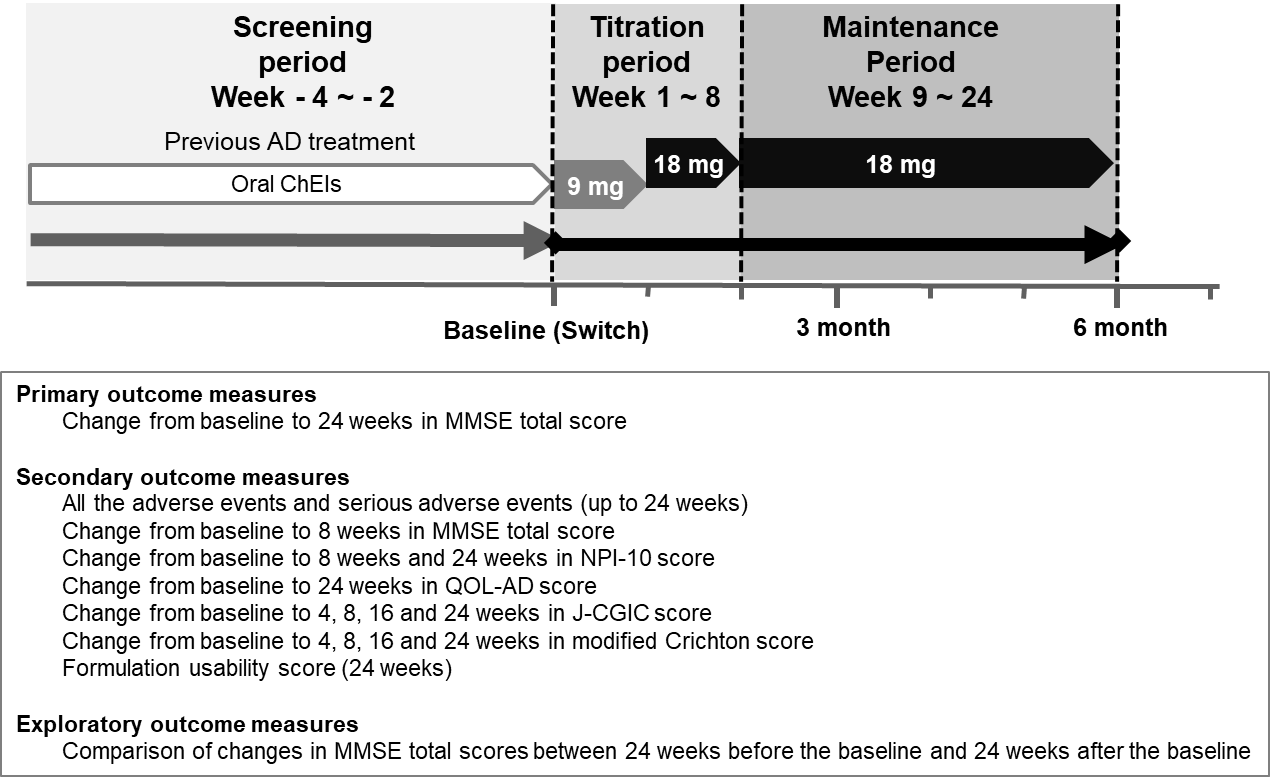 Screening
period
Week - 4 ~ - 2
Titration
period
Week 1 ~ 8
Maintenance
Period
Week 9 ~ 24
Previous AD treatment
Oral ChEIs
9 mg
18 mg
18 mg
Baseline (Switch)
3 month
6 month
Primary outcome measures
Change from baseline to 24 weeks in MMSE total score
Secondary outcome measures
All the adverse events and serious adverse events (up to 24 weeks)
Change from baseline to 8 weeks in MMSE total score
Change from baseline to 8 weeks and 24 weeks in NPI-10 score
Change from baseline to 24 weeks in QOL-AD score
Change from baseline to 4, 8, 16 and 24 weeks in J-CGIC score
Change from baseline to 4, 8, 16 and 24 weeks in modified Crichton score
Formulation usability score (24 weeks)
Exploratory outcome measures
Comparison of changes in MMSE total scores between 24 weeks before the baseline and 24 weeks after the baseline